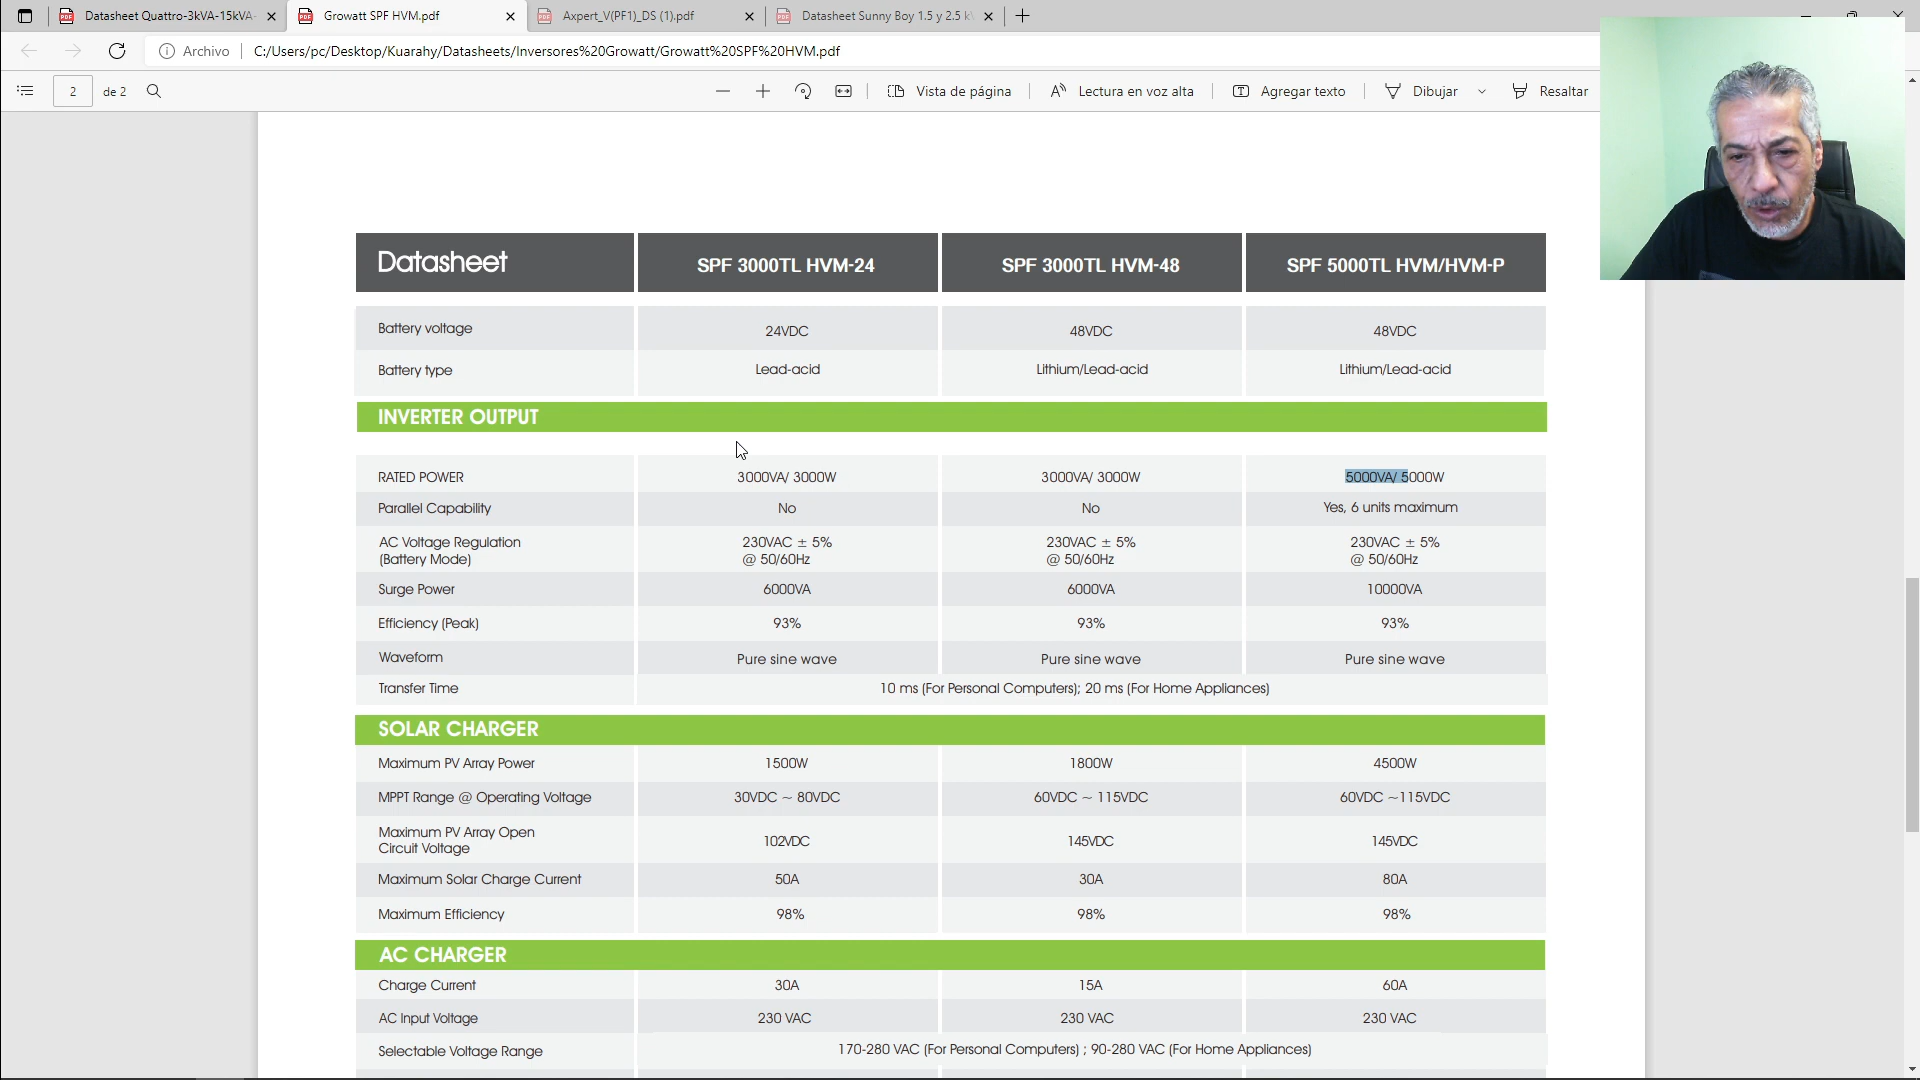 Datasheet Quattro-3kVA-15kVA-
Growatt SPF HVM.pdf
Axpert_V(PF1)_DS (1).pdf
Datasheet Sunny Boy 1.5 y 2.5 kV
Archivo
C:/Users/pc/Desktop/Kuarahy/Datasheets/Inversores%20Growatt/Growatt%20SPF%20HVM.pdf
2 de 2
Vista de página
Lectura en voz alta
Agregar texto
Dibujar
Resaltar
Datasheet SPF 3000TL HVM-24 SPF 3000TL HVM-48 SPF 5000TL HVM/HVM-P
Battery voltage 24VDC 48VDC 48VDC
Battery type Lead-acid Lithium/Lead-acid Lithium/Lead-acid
INVERTER OUTPUT
RATED POWER 3000VA/ 3000W 3000VA/ 3000W 5000VA/ 5000W
Parallel Capability No No Yes, 6 units maximum
AC Voltage Regulation 230VAC ± 5% 230VAC ± 5% 230VAC ± 5%
(Battery Mode) @ 50/60Hz @ 50/60Hz @ 50/60Hz
Surge Power 6000VA 6000VA 10000VA
Efficiency (Peak) 93% 93% 93%
Waveform Pure sine wave Pure sine wave Pure sine wave
Transfer Time 10 ms (For Personal Computers); 20 ms (For Home Appliances)
SOLAR CHARGER
Maximum PV Array Power 1500W 1800W 4500W
MPPT Range @ Operating Voltage 30VDC ~ 80VDC 60VDC ~ 115VDC 60VDC ~115VDC
Maximum PV Array Open
Circuit Voltage 102VDC 145VDC 145VDC
Maximum Solar Charge Current 50A 30A 80A
Maximum Efficiency 98% 98% 98%
AC CHARGER
Charge Current 30A 15A 60A
AC Input Voltage 230 VAC 230 VAC 230 VAC
Selectable Voltage Range 170-280 VAC (For Personal Computers) ; 90-280 VAC (For Home Appliances)